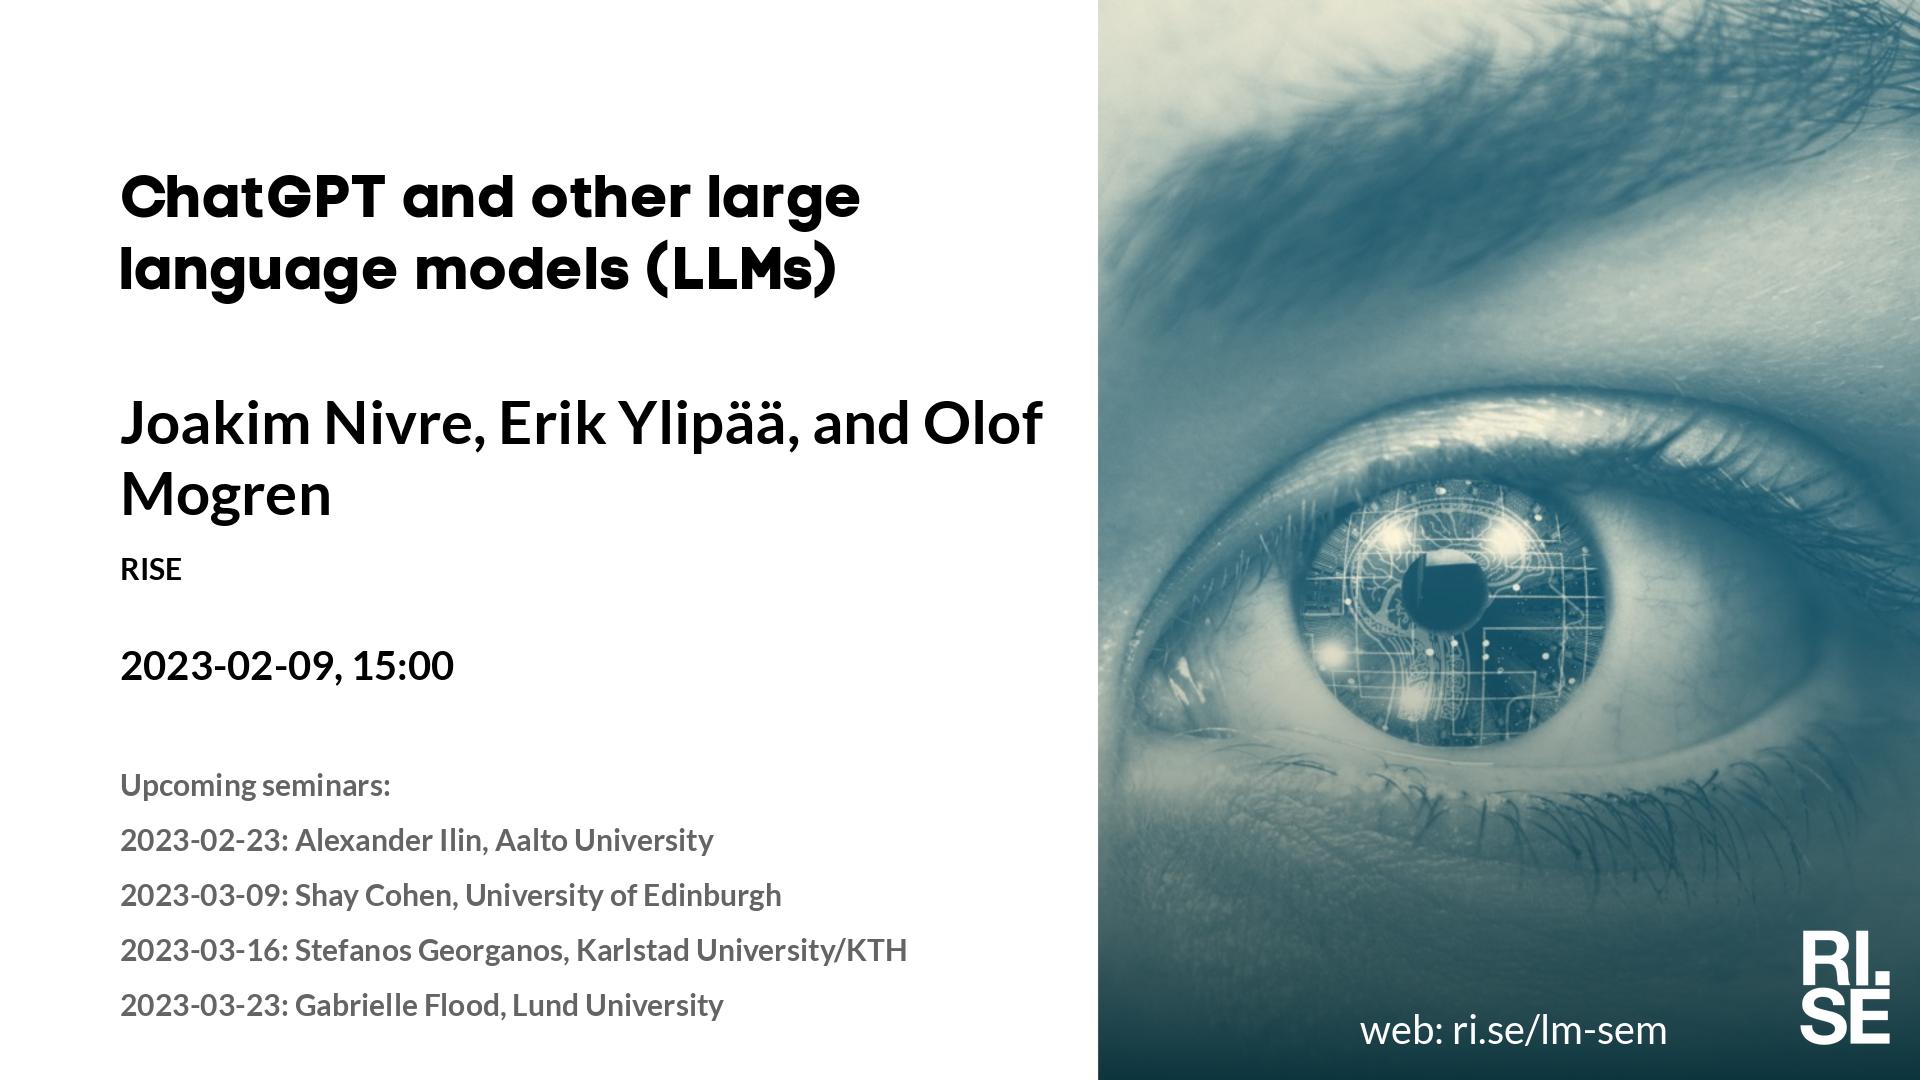 ChatGPT and other large
language models (LLMs)
Joakim Nivre, Erik Ylipää, and Olof
Mogren
RISE
2023-02-09, 15:00
Upcoming seminars:
2023-02-23: Alexander Ilin, Aalto University
2023-03-09: Shay Cohen, University of Edinburgh
2023-03-16: Stefanos Georganos, Karlstad University/KTH
2023-03-23: Gabrielle Flood, Lund University
web: ri.se/lm-sem
RI.
SE